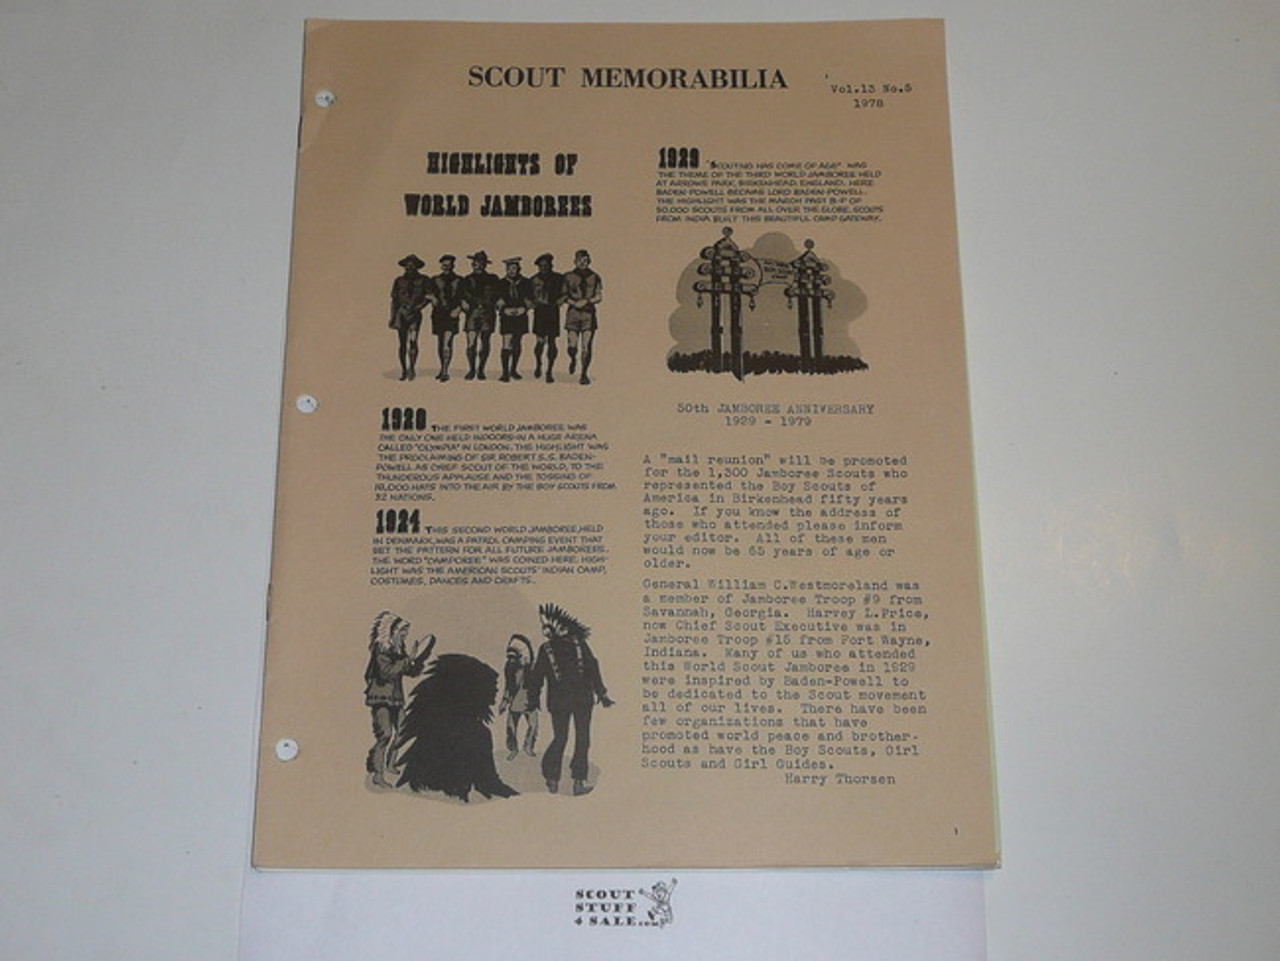 SCOUT MEMORABILIA
Vol.13 No.5
1978
HIGHLIGHTS OF
WORLD JAMBOREES
1920 THE FIRST WORLD JAMBOREE WAS
THE ONLY ONE HELD INDOORS-IN A HUGE ARENA
CALLED "OLYMPIA" IN LONDON. THE HIGHLIGHT WAS
THE PROCLAIMING OF SIR ROBERT S.S. BADEN-
POWELL AS CHIEF SCOUT OF THE WORLD, TO THE
THUNDEROUS APPLAUSE AND THE TOSSING OF
10,000 HATS INTO THE AIR BY THE BOY SCOUTS FROM
32 NATIONS.
1924 THIS SECOND WORLD JAMBOREE, HELD
IN DENMARK, WAS A PATROL CAMPING EVENT THAT
SET THE PATTERN FOR ALL FUTURE JAMBOREES.
THE WORD "CAMPOREE" WAS COINED HERE. HIGH-
LIGHT WAS THE AMERICAN SCOUTS' INDIAN CAMP,
COSTUMES, DANCES AND CRAFTS.
1929 "SCOUTING HAS COME OF AGE" WAS
THE THEME OF THE THIRD WORLD JAMBOREE HELD
AT ARROWE PARK, BIRKENHEAD, ENGLAND. HERE
BADEN-POWELL BECAME LORD BADEN-POWELL.
THE HIGHLIGHT WAS THE MARCH PAST B-P OF
50,000 SCOUTS FROM ALL OVER THE GLOBE. SCOUTS
FROM INDIA BUILT THIS BEAUTIFUL CAMP GATEWAY.
50th JAMBOREE ANNIVERSARY
1929 - 1979
A "mail reunion" will be promoted
for the 1,300 Jamboree Scouts who
represented the Boy Scouts of
America in Birkenhead fifty years
ago. If you know the address of
those who attended please inform
your editor. All of these men
would now be 65 years of age or
older.
General William C.Westmoreland was
a member of Jamboree Troop #9 from
Savannah, Georgia. Harvey L.Price,
now Chief Scout Executive was in
Jamboree Troop #15 from Fort Wayne,
Indiana. Many of us who attended
this World Scout Jamboree in 1929
were inspired by Baden-Powell to
be dedicated to the Scout movement
all of our lives. There have been
few organizations that have
promoted world peace and brother-
hood as have the Boy Scouts, Girl
Scouts and Girl Guides.
Harry Thorsen
1
SCOUT
STUFF
4 SALE.com